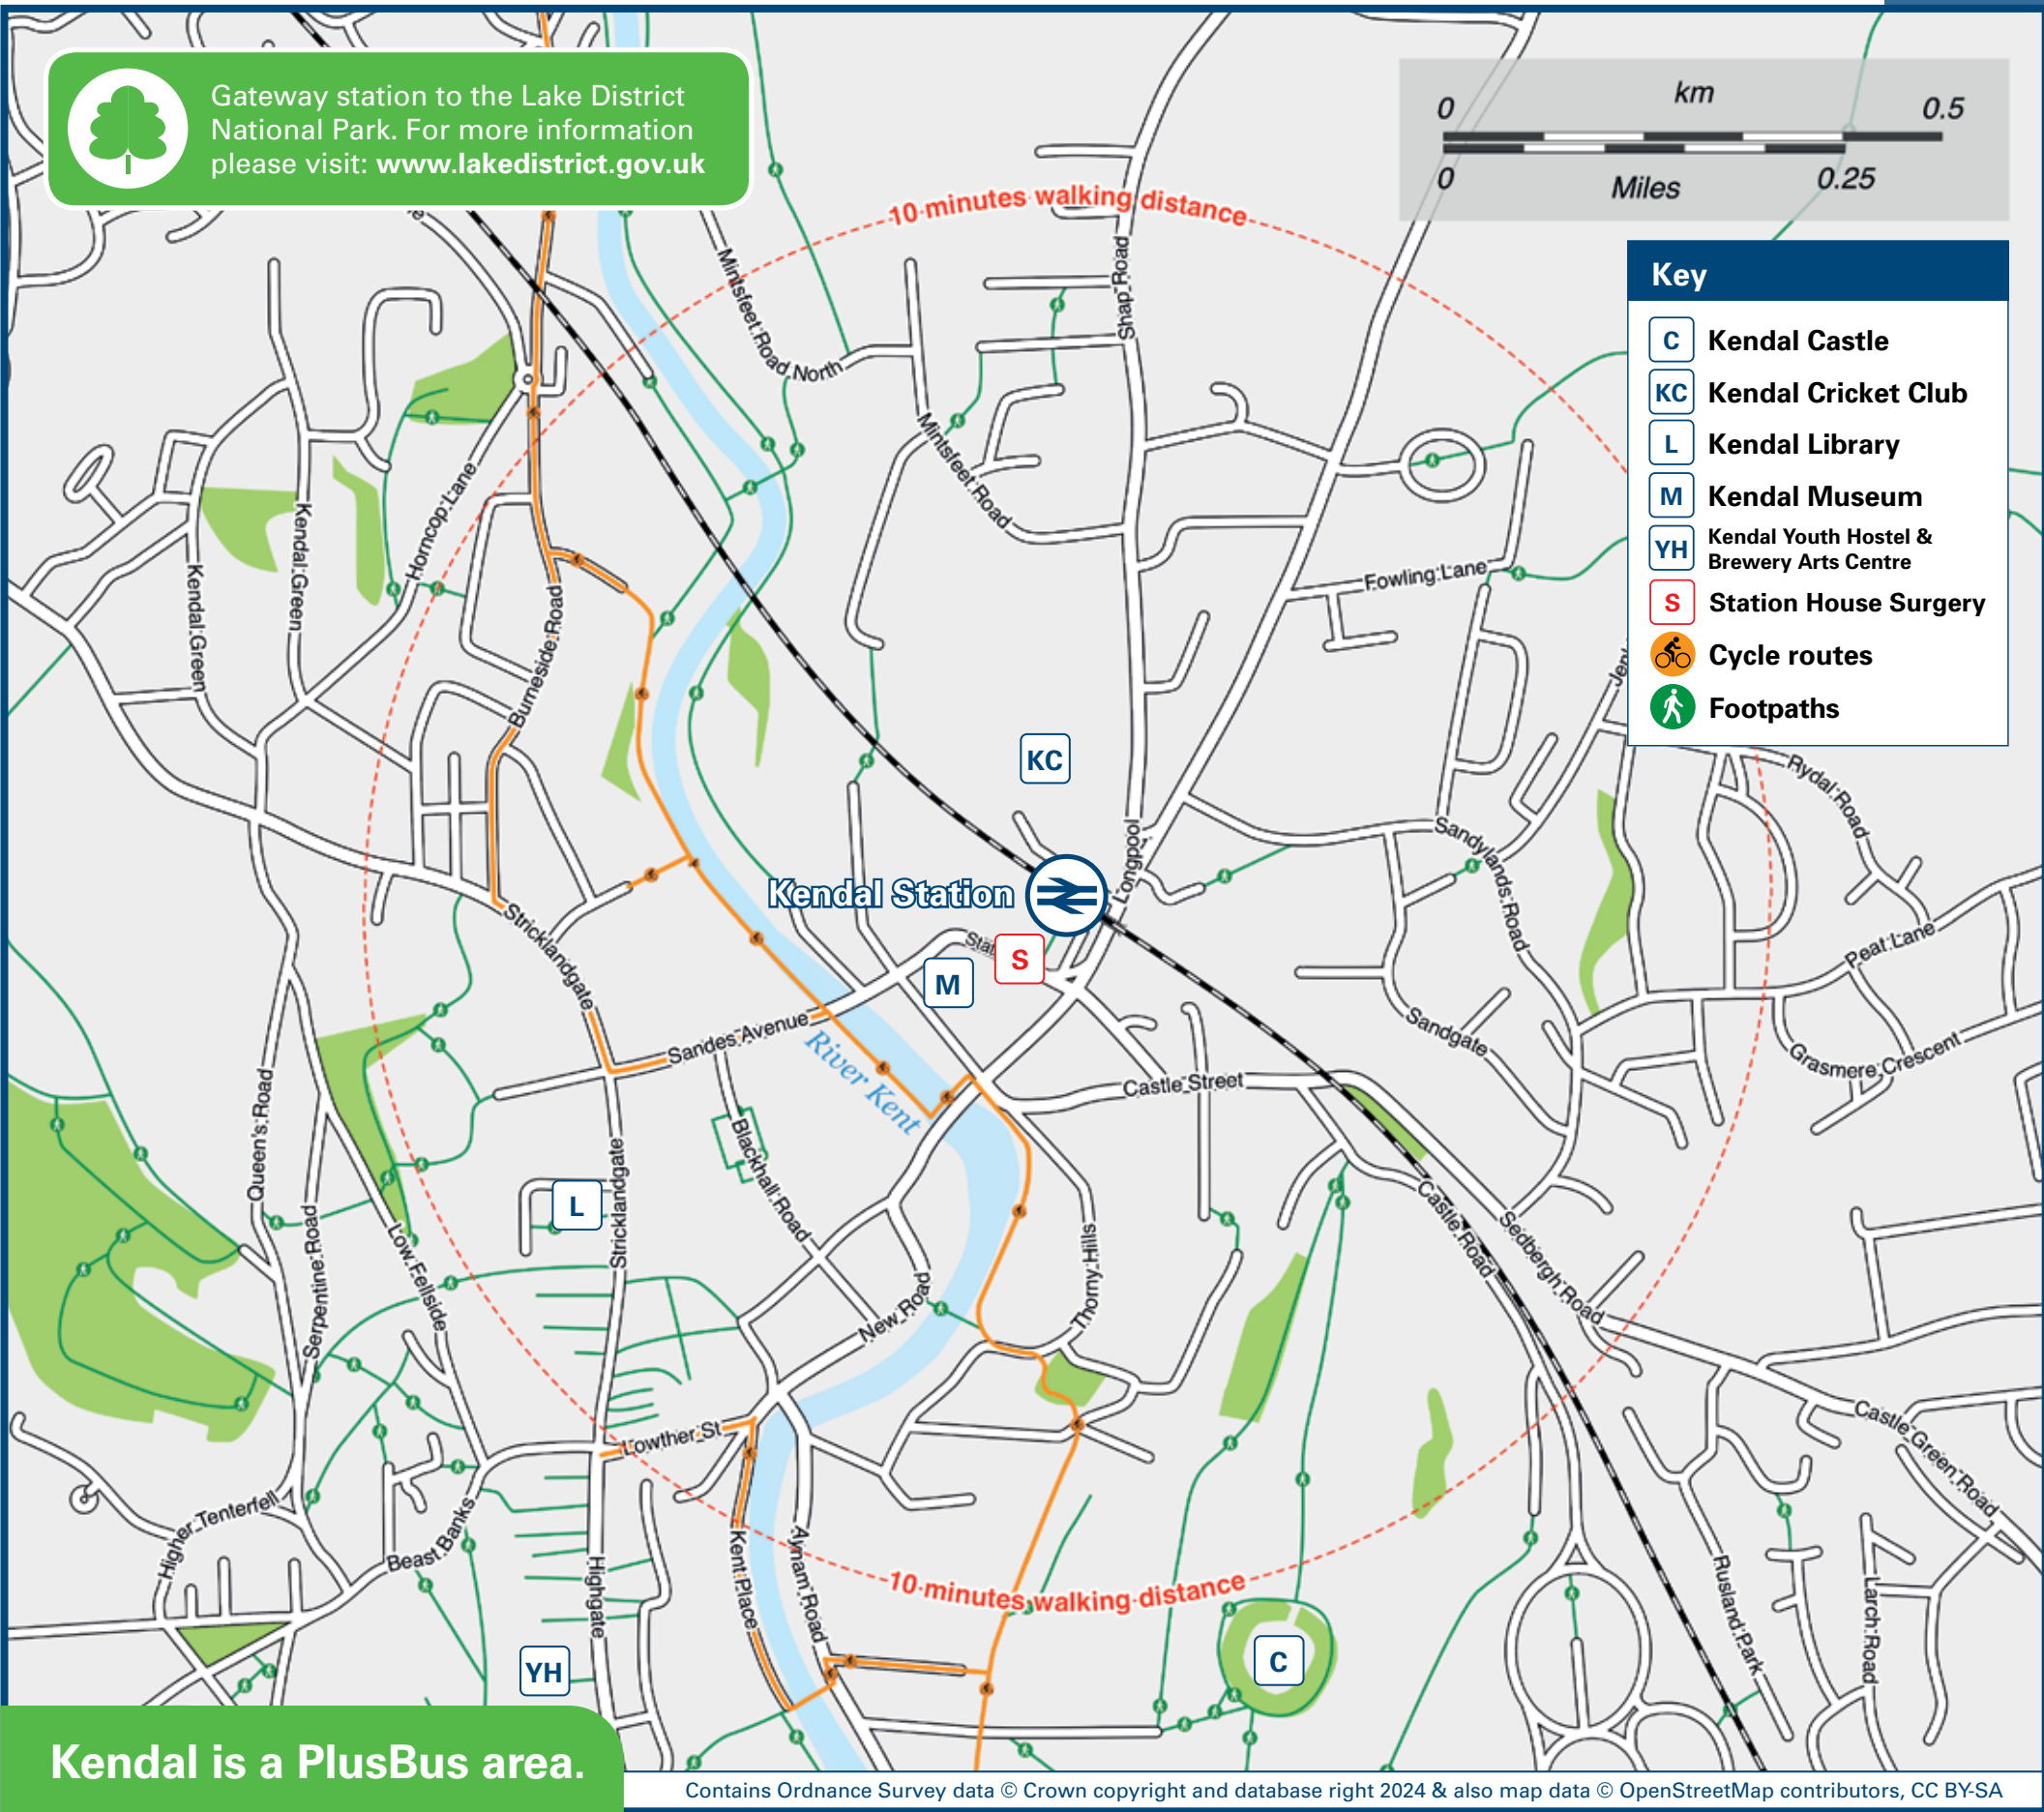 Gateway station to the Lake District
National Park. For more information
please visit: www.lakedistrict.gov.uk
km
0
0.5
0
Miles
0.25
Key
C
Kendal Castle
KC
Kendal Cricket Club
L
Kendal Library
M
Kendal Museum
YH
Kendal Youth Hostel &
Brewery Arts Centre
S
Station House Surgery
Cycle routes
Footpaths
10 minutes walking distance
Mintsfeet Road North
Shap Road
Mintsfeet Road
Horncop Lane
Kendal Green
Kendal Green
Burneside Road
Fowling Lane
KC
Rydal Road
Sandylands Road
Longpool
Kendal Station
Stricklandgate
S
M
Peat Lane
Sandgate
Grasmere Crescent
Sandes Avenue
River Kent
Castle Street
Queen's Road
Blackhall Road
Stricklandgate
L
Serpentine Road
Low Fellside
New Road
Thorny Hills
Castle Road
Sedbergh Road
Castle Green Road
Lowther St
Higher Tenterfell
Beast Banks
Highgate
Kent Place
Aynam Road
10 minutes walking distance
Rusland Park
Larch Road
YH
C
Kendal is a PlusBus area.
Contains Ordnance Survey data © Crown copyright and database right 2024 & also map data © OpenStreetMap contributors, CC BY-SA